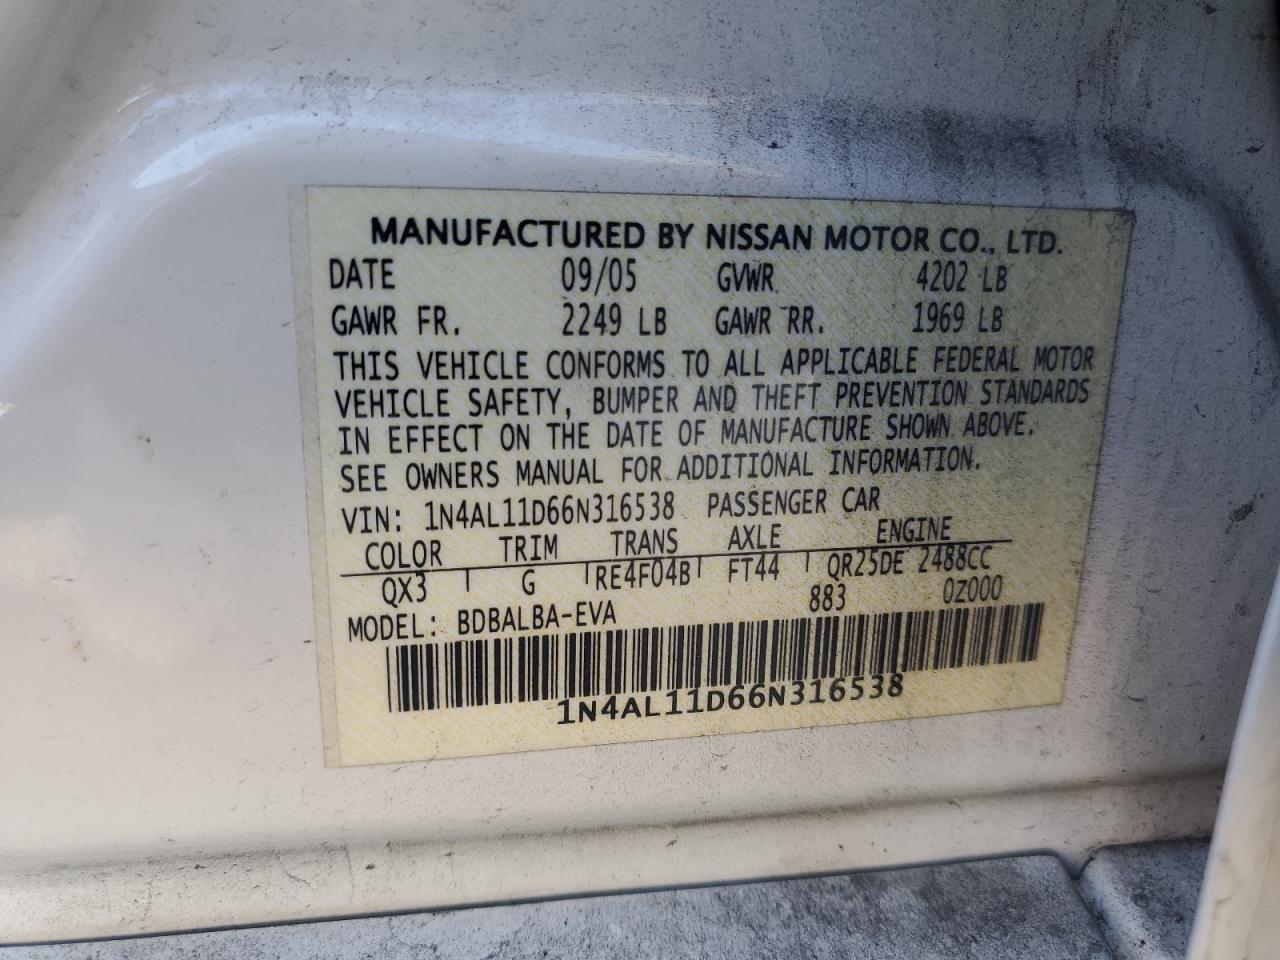 MANUFACTURED BY NISSAN MOTOR CO., LTD.
DATE 09/05 GVWR 4202 LB
GAWR FR. 2249 LB GAWR RR. 1969 LB
THIS VEHICLE CONFORMS TO ALL APPLICABLE FEDERAL MOTOR
VEHICLE SAFETY, BUMPER AND THEFT PREVENTION STANDARDS
IN EFFECT ON THE DATE OF MANUFACTURE SHOWN ABOVE.
SEE OWNERS MANUAL FOR ADDITIONAL INFORMATION.
VIN: 1N4AL11D66N316538 PASSENGER CAR
COLOR TRIM TRANS AXLE ENGINE
QX3 G RE4F04B FT44 QR25DE 2488CC
MODEL: BDBALBA-EVA 883 0Z000
1N4AL11D66N316538